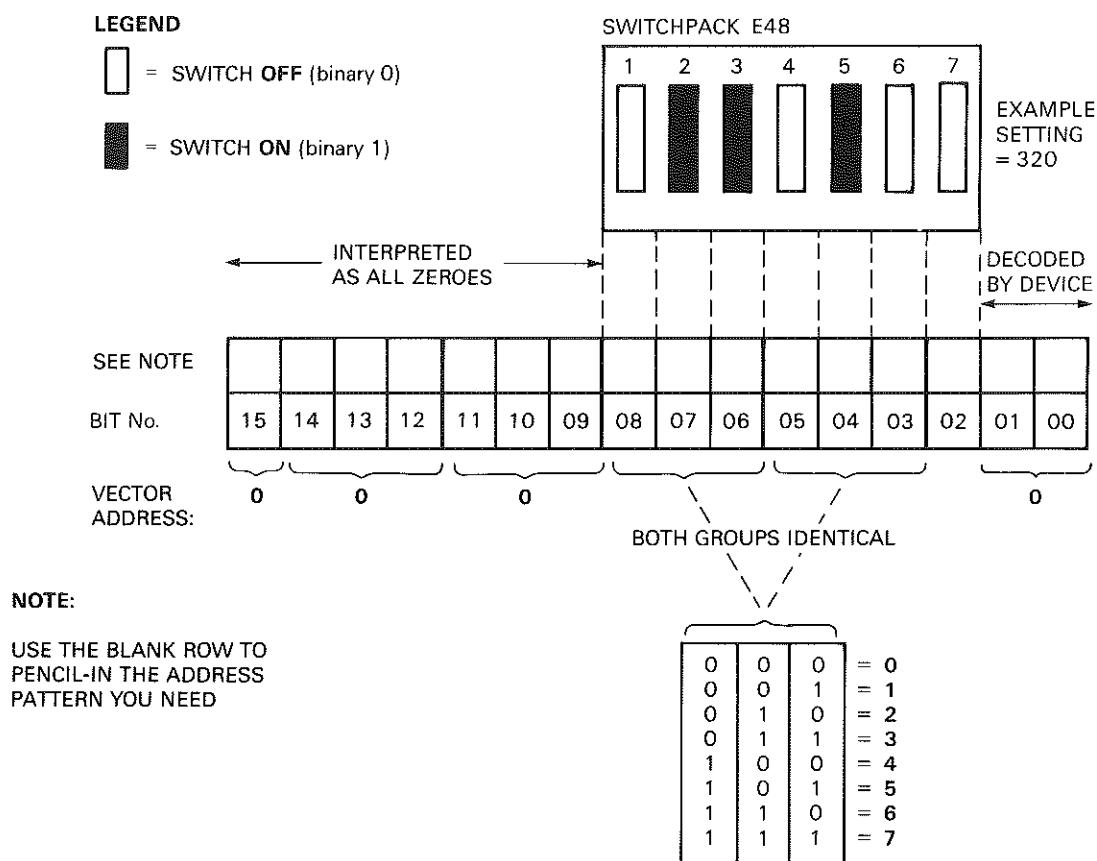 LEGEND
= SWITCH OFF (binary 0)
= SWITCH ON (binary 1)
SWITCHPACK E48
1 2 3 4 5 6 7
EXAMPLE
SETTING
= 320
INTERPRETED
AS ALL ZEROES
DECODED
BY DEVICE
SEE NOTE
BIT No. 15 14 13 12 11 10 09 08 07 06 05 04 03 02 01 00
VECTOR
ADDRESS:
0 0 0 0
BOTH GROUPS IDENTICAL
NOTE:
USE THE BLANK ROW TO
PENCIL-IN THE ADDRESS
PATTERN YOU NEED
0 0 0 = 0
0 0 1 = 1
0 1 0 = 2
0 1 1 = 3
1 0 0 = 4
1 0 1 = 5
1 1 0 = 6
1 1 1 = 7